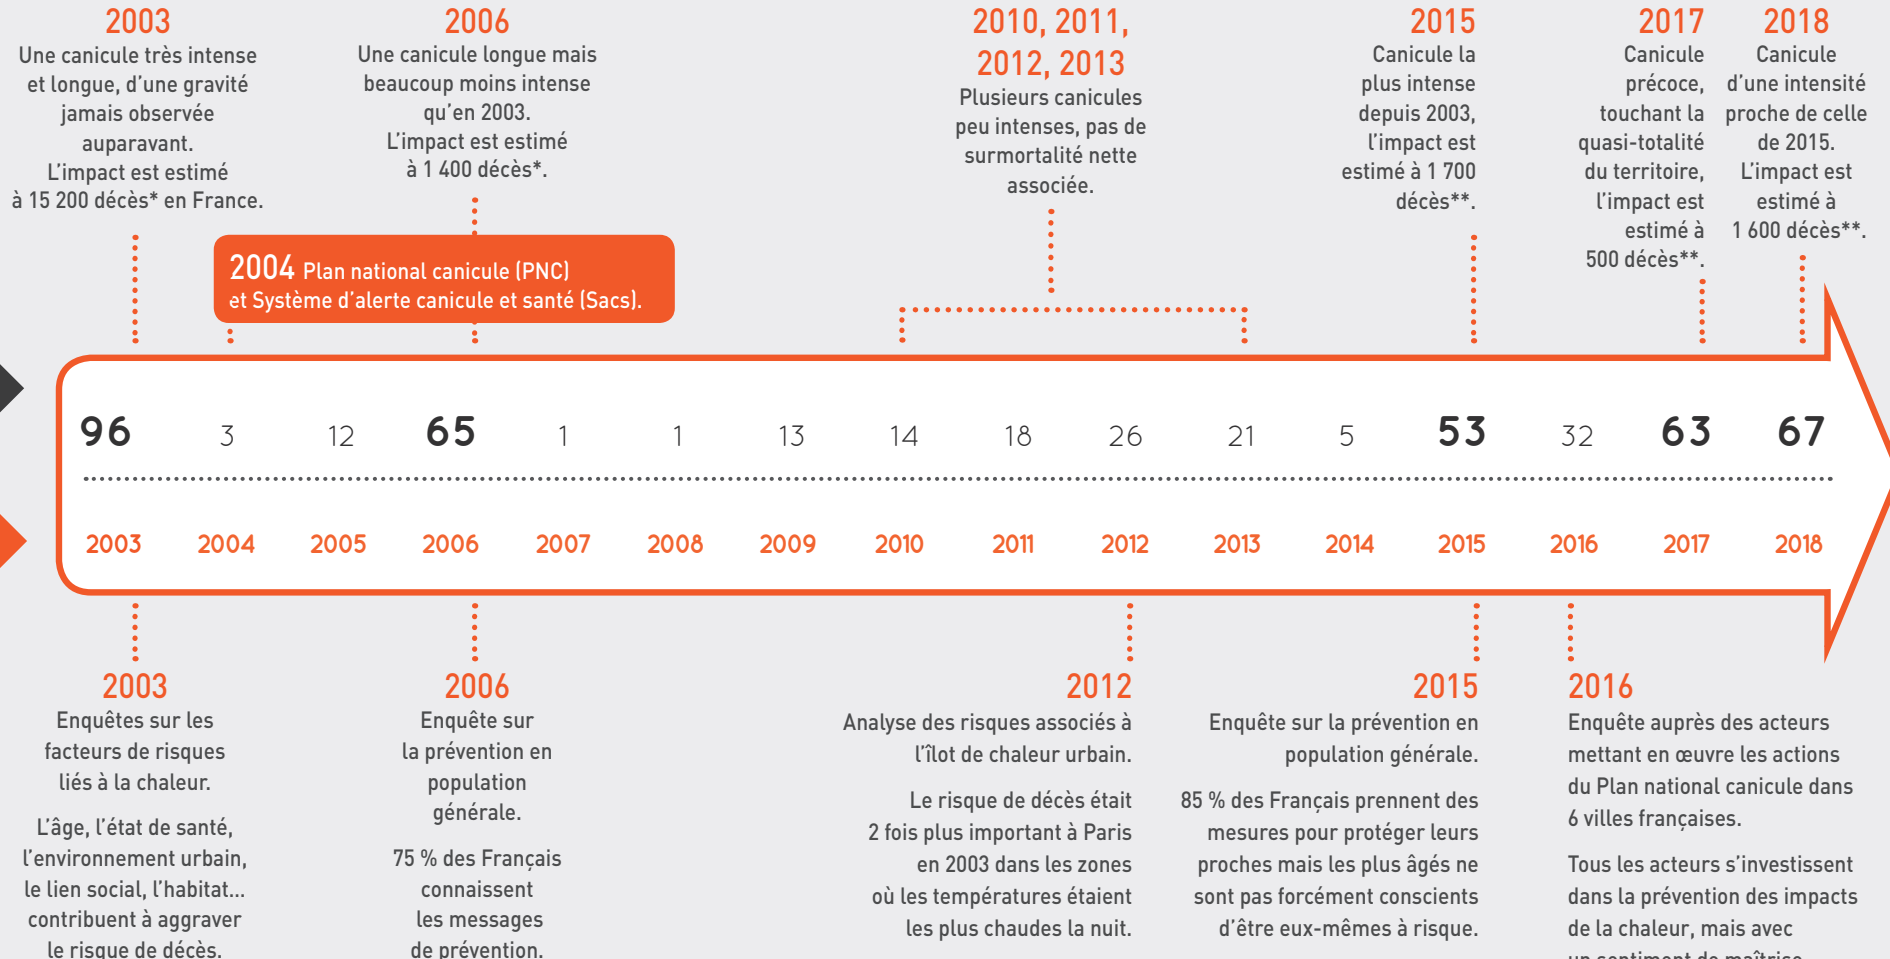 2003
Une canicule très intense
et longue, d'une gravité
jamais observée
auparavant.
L'impact est estimé
à 15 200 décès* en France.
2006
Une canicule longue mais
beaucoup moins intense
qu'en 2003.
L'impact est estimé
à 1 400 décès*.
2010, 2011,
2012, 2013
Plusieurs canicules
peu intenses, pas de
surmortalité nette
associée.
2015
Canicule la
plus intense
depuis 2003,
l'impact est
estimé à 1 700
décès**.
2017
Canicule
précoce,
touchant la
quasi-totalité
du territoire,
l'impact est
estimé à
500 décès**.
2018
Canicule
d'une intensité
proche de celle
de 2015.
L'impact est
estimé à
1 600 décès**.
2004 Plan national canicule (PNC)
et Système d'alerte canicule et santé (Sacs).
96 3 12 65 1 1 13 14 18 26 21 5 53 32 63 67
2003 2004 2005 2006 2007 2008 2009 2010 2011 2012 2013 2014 2015 2016 2017 2018
2003
Enquêtes sur les
facteurs de risques
liés à la chaleur.
L'âge, l'état de santé,
l'environnement urbain,
le lien social, l'habitat...
contribuent à aggraver
le risque de décès.
2006
Enquête sur
la prévention en
population
générale.
75 % des Français
connaissent
les messages
de prévention.
2012
Analyse des risques associés à
l'îlot de chaleur urbain.
Le risque de décès était
2 fois plus important à Paris
en 2003 dans les zones
où les températures étaient
les plus chaudes la nuit.
2015
Enquête sur la prévention en
population générale.
85 % des Français prennent des
mesures pour protéger leurs
proches mais les plus âgés ne
sont pas forcément conscients
d'être eux-mêmes à risque.
2016
Enquête auprès des acteurs
mettant en œuvre les actions
du Plan national canicule dans
6 villes françaises.
Tous les acteurs s'investissent
dans la prévention des impacts
de la chaleur, mais avec
un sentiment de maîtrise